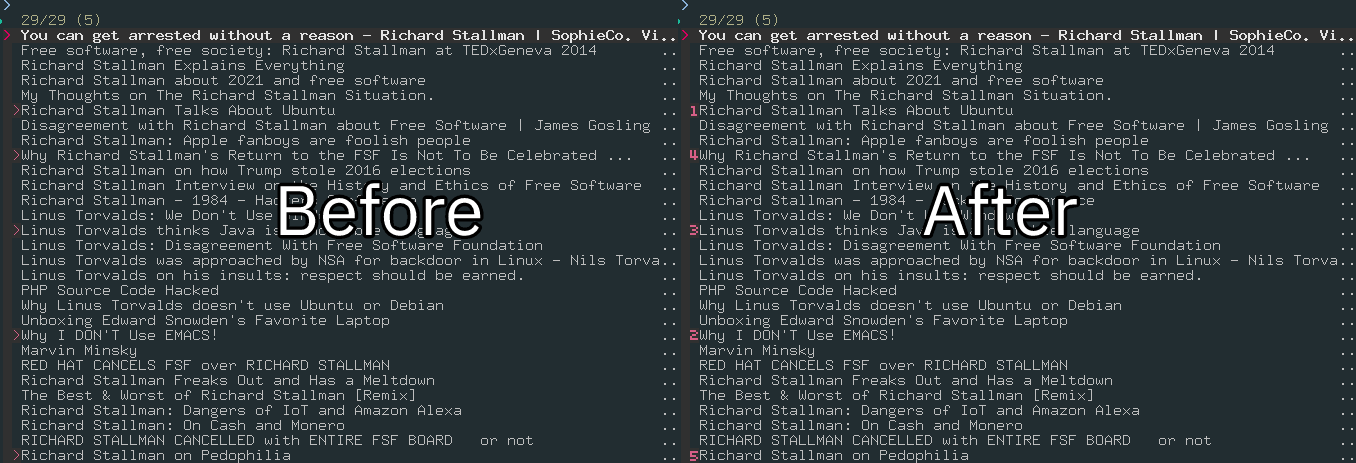 >
29/29 (5)
> You can get arrested without a reason - Richard Stallman | SophieCo. Vi..
Free software, free society: Richard Stallman at TEDxGeneva 2014 ..
Richard Stallman Explains Everything ..
Richard Stallman about 2021 and free software ..
My Thoughts on The Richard Stallman Situation. ..
>Richard Stallman Talks About Ubuntu ..
Disagreement with Richard Stallman about Free Software | James Gosling ..
Richard Stallman: Apple fanboys are foolish people ..
>Why Richard Stallman's Return to the FSF Is Not To Be Celebrated ... ..
Richard Stallman on how Trump stole 2016 elections ..
Richard Stallman Interview on the History and Ethics of Free Software ..
Richard Stallman - 1984 - ..
Linus Torvalds: We Don't Use ..
>Linus Torvalds thinks Java is ..
Linus Torvalds: Disagreement With Free Software Foundation ..
Linus Torvalds was approached by NSA for backdoor in Linux - Nils Torva..
Linus Torvalds on his insults: respect should be earned. ..
PHP Source Code Hacked ..
Why Linus Torvalds doesn't use Ubuntu or Debian ..
Unboxing Edward Snowden's Favorite Laptop ..
>Why I DON'T Use EMACS! ..
Marvin Minsky ..
RED HAT CANCELS FSF over RICHARD STALLMAN ..
Richard Stallman Freaks Out and Has a Meltdown ..
The Best & Worst of Richard Stallman [Remix] ..
Richard Stallman: Dangers of IoT and Amazon Alexa ..
Richard Stallman: On Cash and Monero ..
RICHARD STALLMAN CANCELLED with ENTIRE FSF BOARD or not ..
>Richard Stallman on Pedophilia ..
Before
>
29/29 (5)
> You can get arrested without a reason - Richard Stallman | SophieCo. Vi..
Free software, free society: Richard Stallman at TEDxGeneva 2014 ..
Richard Stallman Explains Everything ..
Richard Stallman about 2021 and free software ..
My Thoughts on The Richard Stallman Situation. ..
1Richard Stallman Talks About Ubuntu ..
Disagreement with Richard Stallman about Free Software | James Gosling ..
Richard Stallman: Apple fanboys are foolish people ..
4Why Richard Stallman's Return to the FSF Is Not To Be Celebrated ... ..
Richard Stallman on how Trump stole 2016 elections ..
Richard Stallman Interview on the History and Ethics of Free Software ..
Richard Stallman - 1984 - ..
Linus Torvalds: We Don't ..
3Linus Torvalds thinks Java is language ..
Linus Torvalds: Disagreement With Free Software Foundation ..
Linus Torvalds was approached by NSA for backdoor in Linux - Nils Torva..
Linus Torvalds on his insults: respect should be earned. ..
PHP Source Code Hacked ..
Why Linus Torvalds doesn't use Ubuntu or Debian ..
Unboxing Edward Snowden's Favorite Laptop ..
2Why I DON'T Use EMACS! ..
Marvin Minsky ..
RED HAT CANCELS FSF over RICHARD STALLMAN ..
Richard Stallman Freaks Out and Has a Meltdown ..
The Best & Worst of Richard Stallman [Remix] ..
Richard Stallman: Dangers of IoT and Amazon Alexa ..
Richard Stallman: On Cash and Monero ..
RICHARD STALLMAN CANCELLED with ENTIRE FSF BOARD or not ..
5Richard Stallman on Pedophilia ..
After